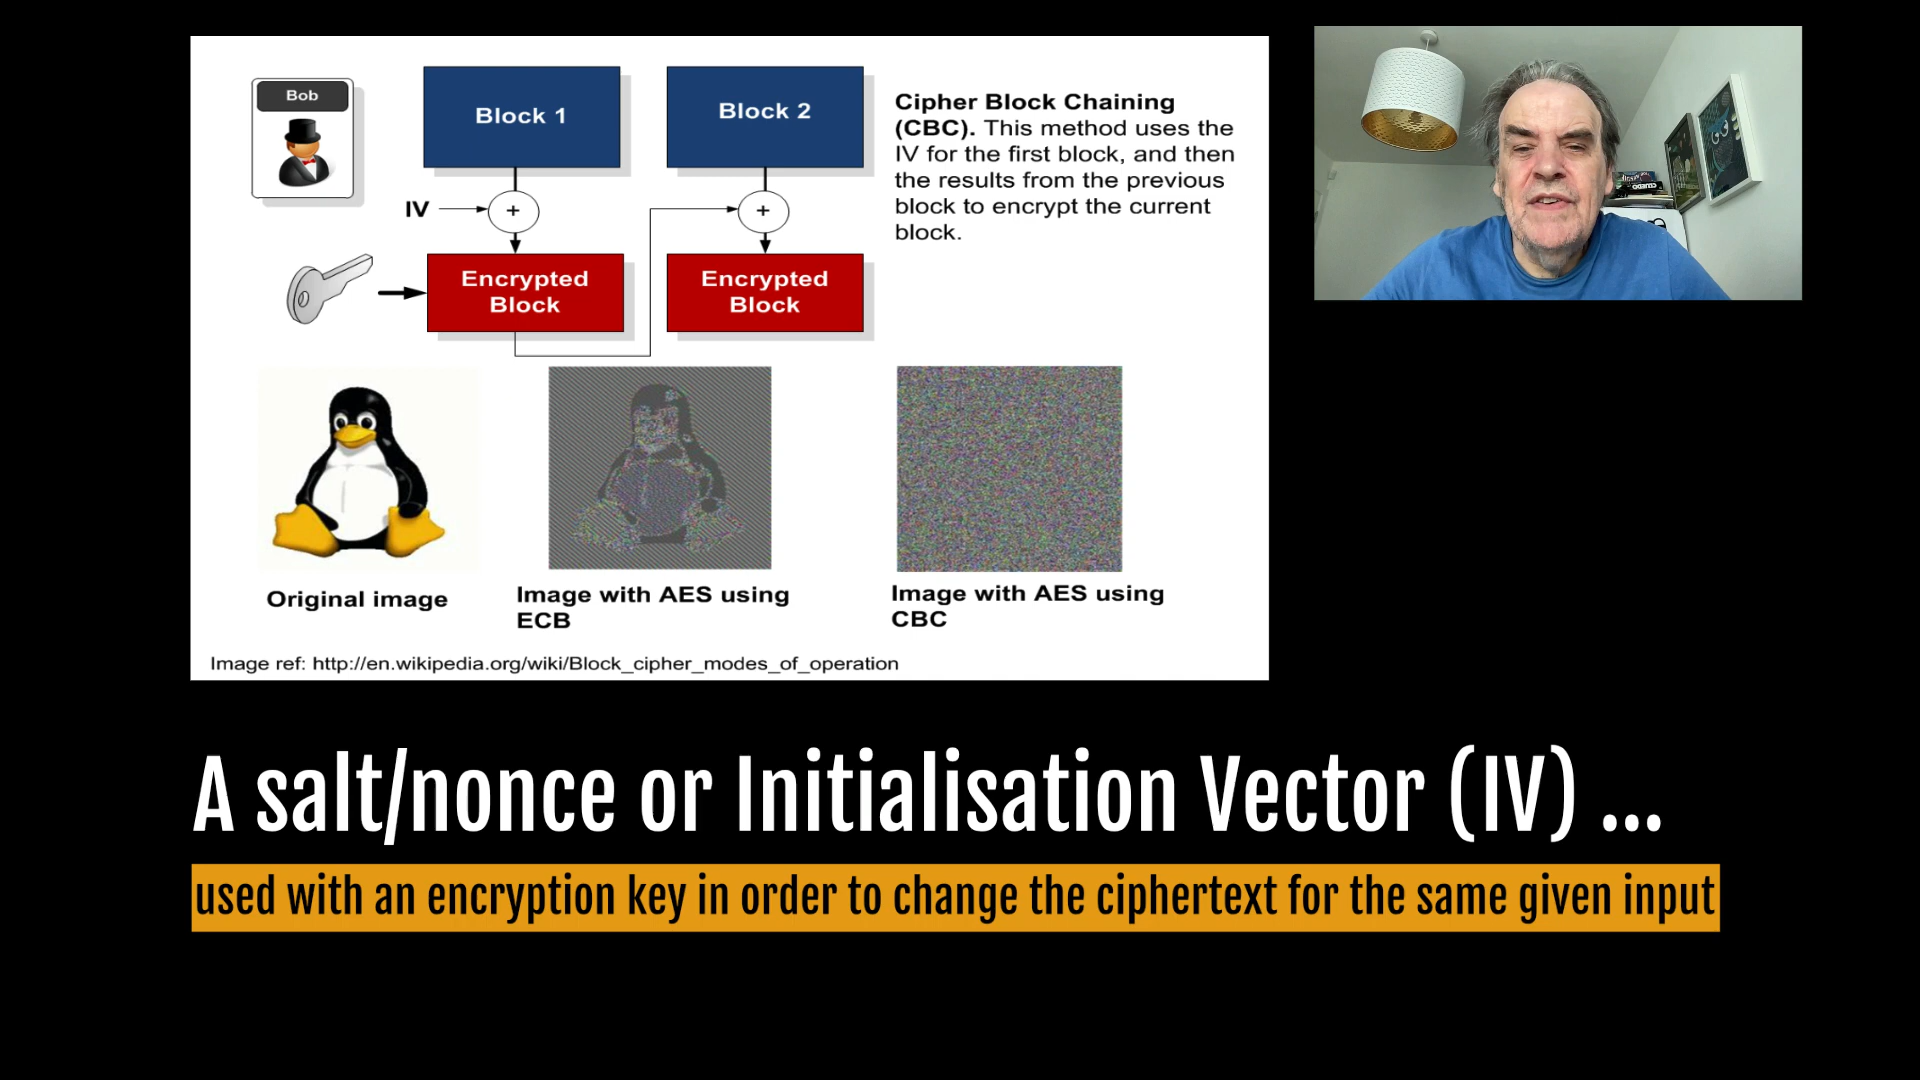 Bob
Block 1
Block 2
IV
+
+
Encrypted
Block
Encrypted
Block
Cipher Block Chaining
(CBC). This method uses the
IV for the first block, and then
the results from the previous
block to encrypt the current
block.
CLUEDO
Original image
Image with AES using
ECB
Image with AES using
CBC
Image ref: http://en.wikipedia.org/wiki/Block_cipher_modes_of_operation
A salt/nonce or Initialisation Vector (IV) ...
used with an encryption key in order to change the ciphertext for the same given input